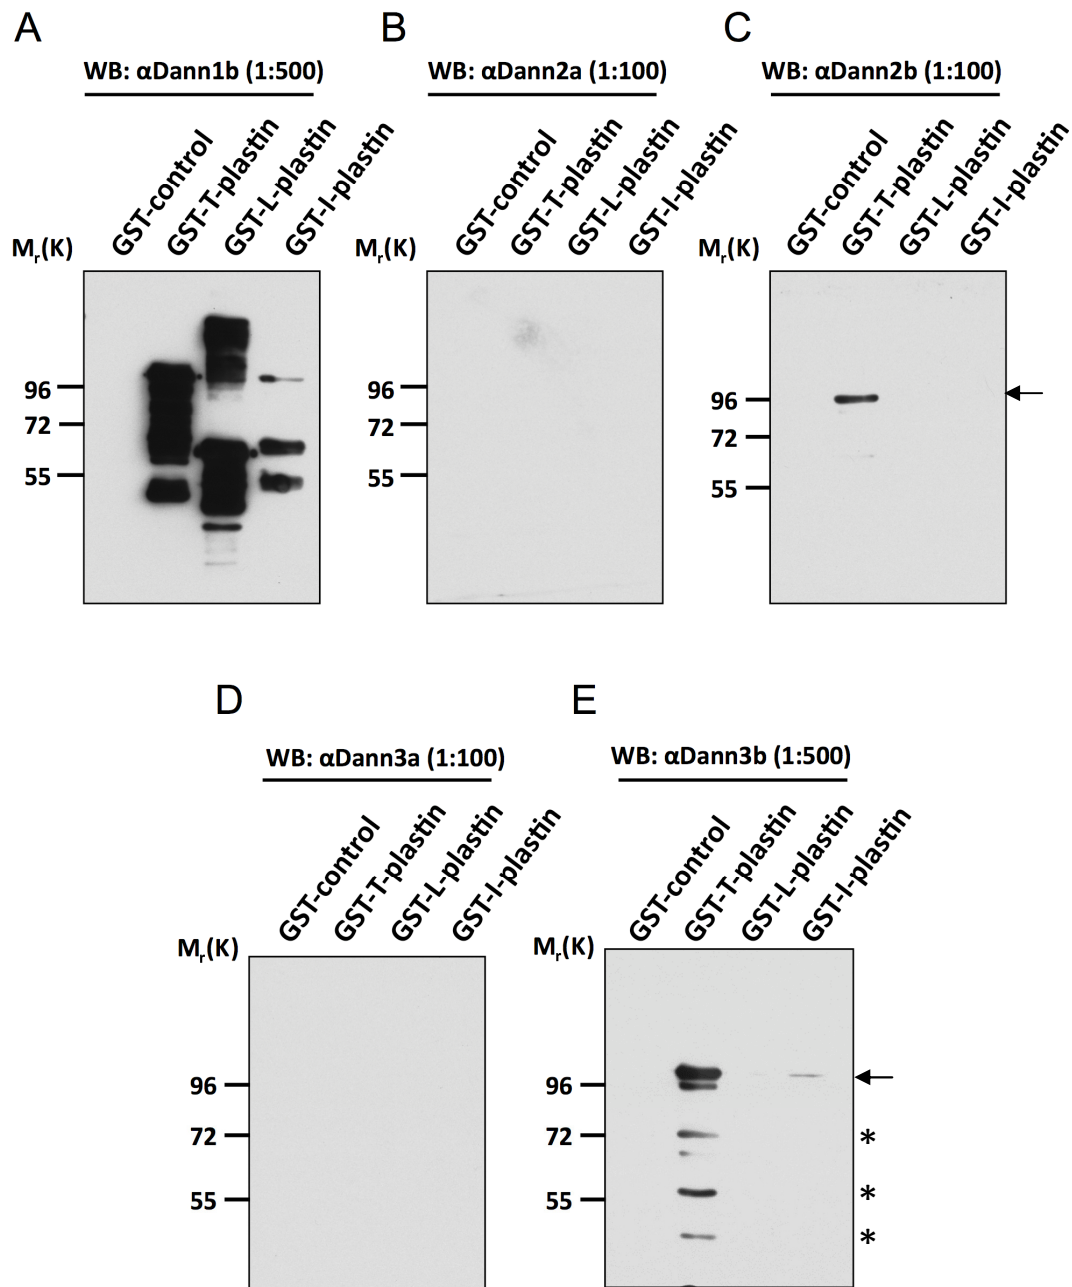 A
WB: αDann1b (1:500)
GST-control
GST-T-plastin
GST-L-plastin
GST-I-plastin
Mr(K)
96
72
55
B
WB: αDann2a (1:100)
GST-control
GST-T-plastin
GST-L-plastin
GST-I-plastin
Mr(K)
96
72
55
C
WB: αDann2b (1:100)
GST-control
GST-T-plastin
GST-L-plastin
GST-I-plastin
Mr(K)
96
72
55
D
WB: αDann3a (1:100)
GST-control
GST-T-plastin
GST-L-plastin
GST-I-plastin
Mr(K)
96
72
55
E
WB: αDann3b (1:500)
GST-control
GST-T-plastin
GST-L-plastin
GST-I-plastin
Mr(K)
96
72
55
*
*
*